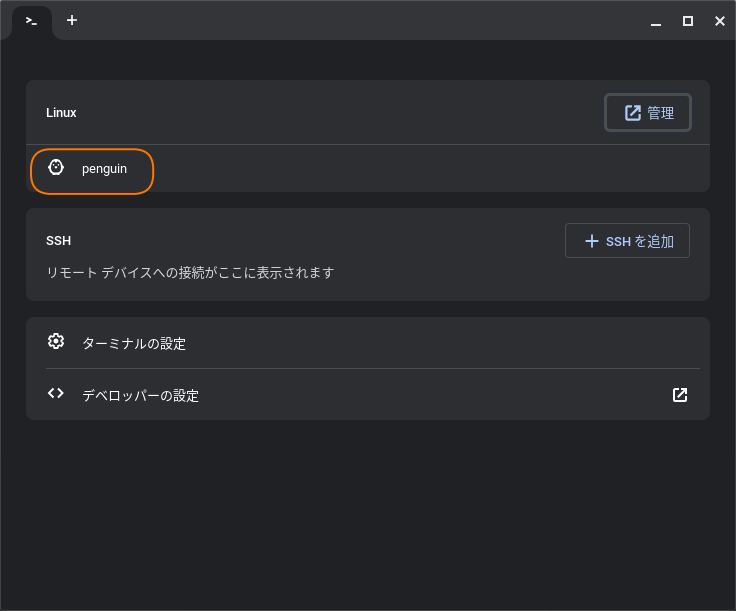 Linux
管理
penguin
SSH
SSH を追加
リモート デバイスへの接続がここに表示されます
ターミナルの設定
デベロッパーの設定